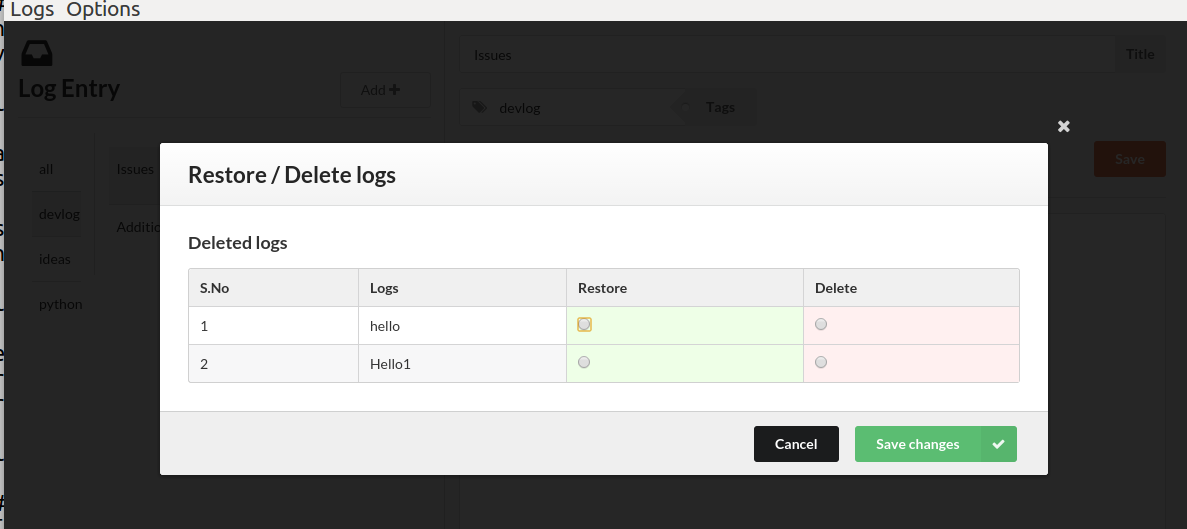 Logs Options
Issues Title
Log Entry
Add
devlog Tags
Save
all Issues
devlog Additio
ideas
python
Restore / Delete logs
Deleted logs
S.No Logs Restore Delete
1 hello
2 Hello1
Cancel Save changes